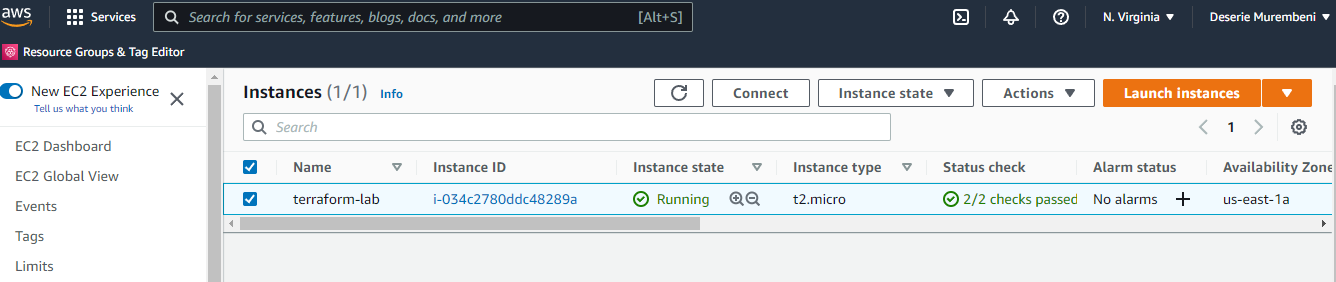 aws Services Search for services, features, blogs, docs, and more [Alt+S] N. Virginia Deserie Murembeni
Resource Groups & Tag Editor
New EC2 Experience
Tell us what you think
EC2 Dashboard
EC2 Global View
Events
Tags
Limits
Instances (1/1) Info Connect Instance state Actions Launch instances
Search 1
Name Instance ID Instance state Instance type Status check Alarm status Availability Zone
terraform-lab i-034c2780ddc48289a Running t2.micro 2/2 checks passed No alarms us-east-1a